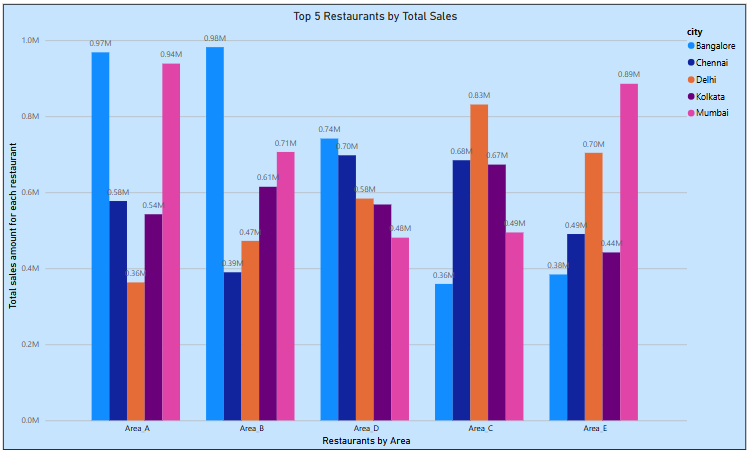 Top 5 Restaurants by Total Sales
city
Bangalore
Chennai
Delhi
Kolkata
Mumbai
Total sales amount for each restaurant
1.0M
0.8M
0.6M
0.4M
0.2M
0.0M
0.97M
0.58M
0.36M
0.54M
0.94M
0.98M
0.39M
0.47M
0.61M
0.71M
0.74M
0.70M
0.58M
0.48M
0.36M
0.68M
0.83M
0.67M
0.49M
0.38M
0.49M
0.70M
0.44M
0.89M
Area_A
Area_B
Area_D
Area_C
Area_E
Restaurants by Area